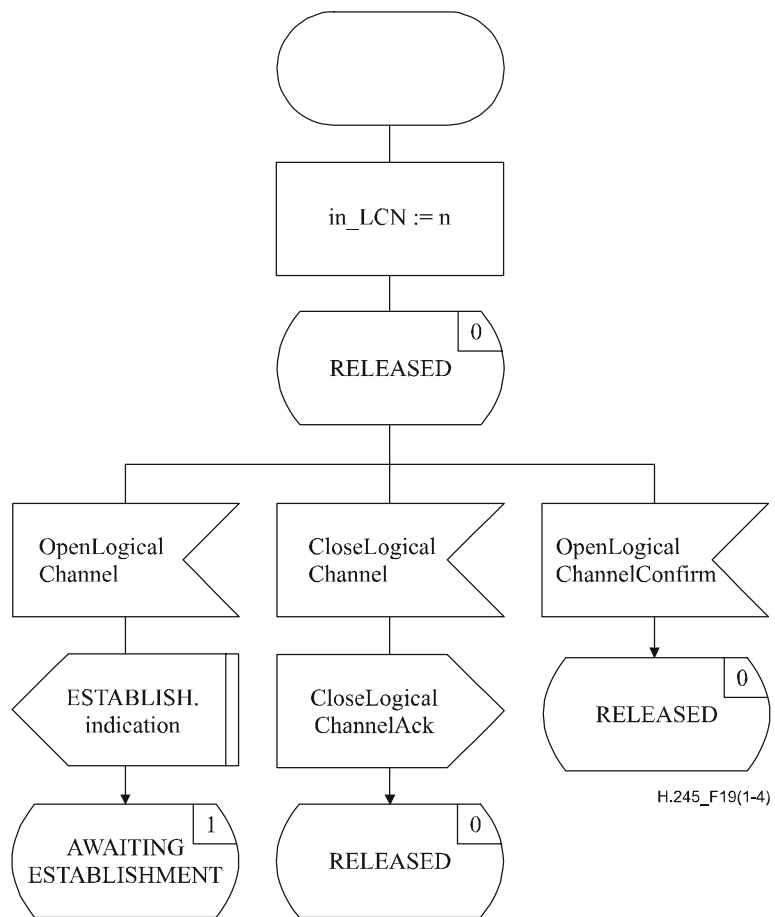 in_LCN := n
0
RELEASED
OpenLogical
Channel
CloseLogical
Channel
OpenLogical
ChannelConfirm
ESTABLISH.
indication
CloseLogical
ChannelAck
0
RELEASED
H.245_F19(1-4)
1
AWAITING
ESTABLISHMENT
0
RELEASED